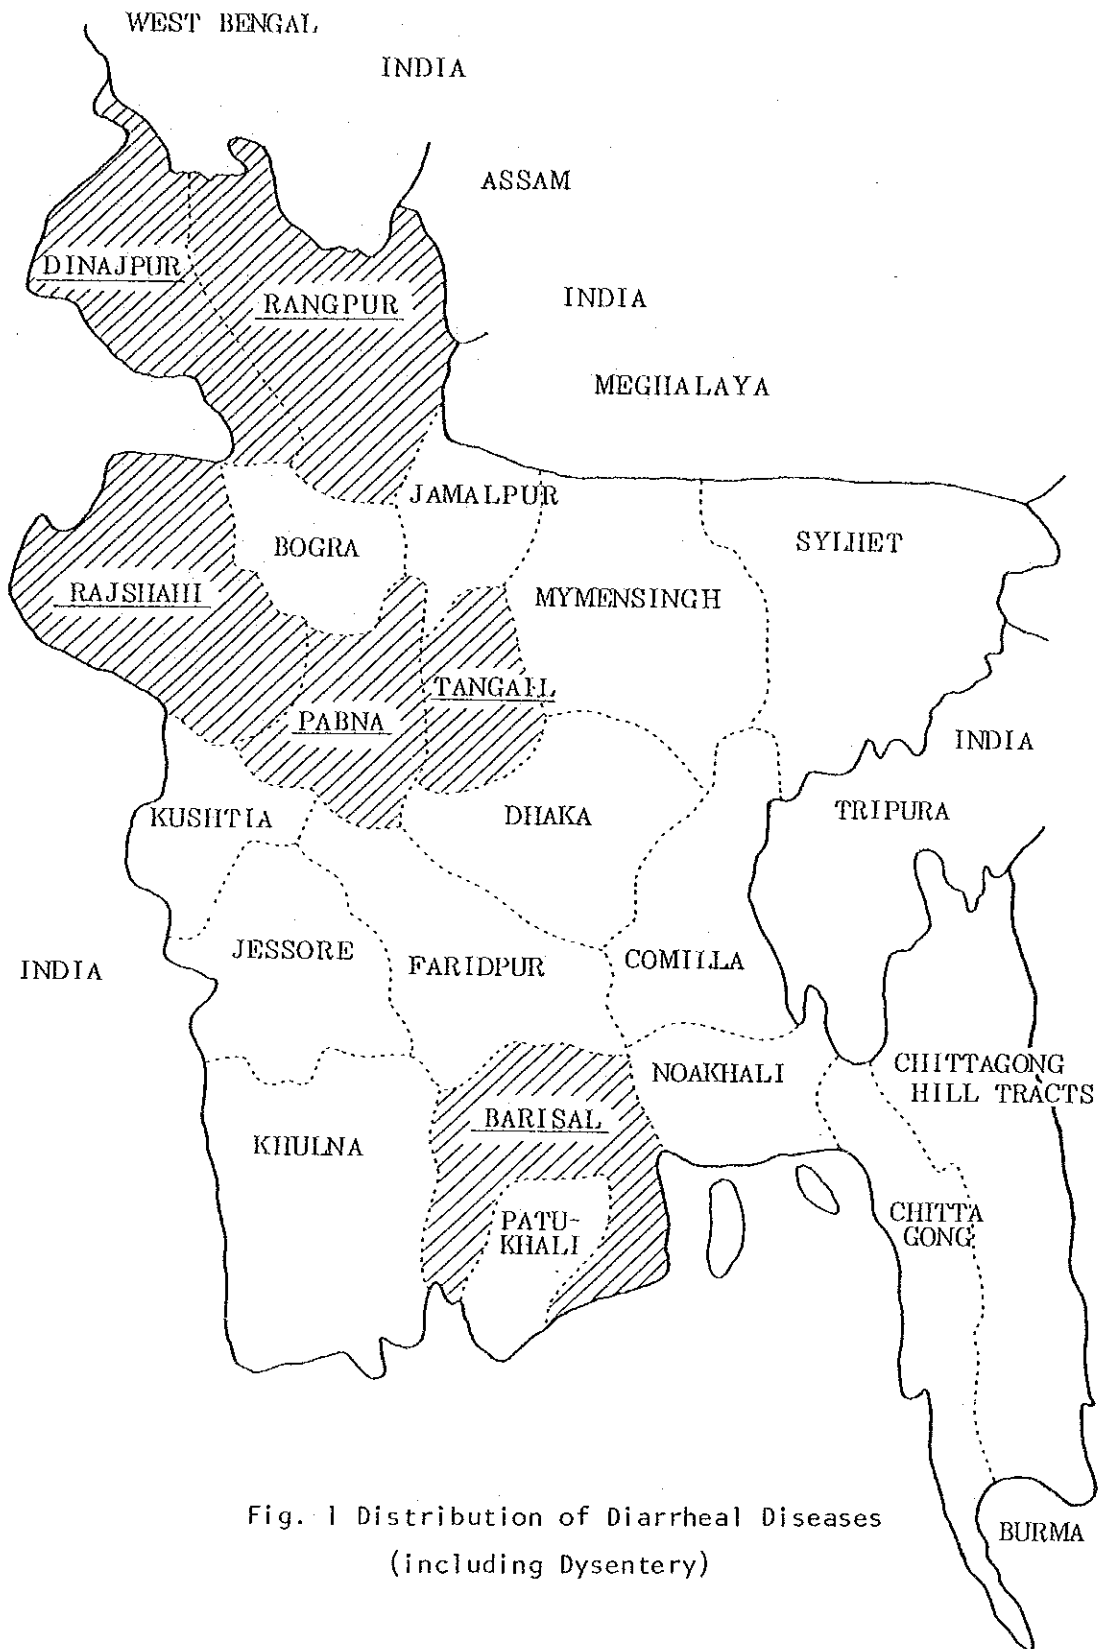 WEST BENGAL
INDIA
ASSAM
DINAJPUR
RANGPUR
INDIA
MEGHALAYA
JAMALPUR
BOGRA
SYLHET
RAJSHAHI
MYMENSINGH
TANGAIL
PABNA
INDIA
KUSHTIA
DHAKA
TRIPURA
JESSORE
FARIDPUR
COMILLA
INDIA
NOAKHALI
CHITTAGONG
HILL TRACTS
BARISAL
KHULNA
PATU-
KHALI
CHITTA
GONG
Fig. 1 Distribution of Diarrheal Diseases
(including Dysentery)
BURMA